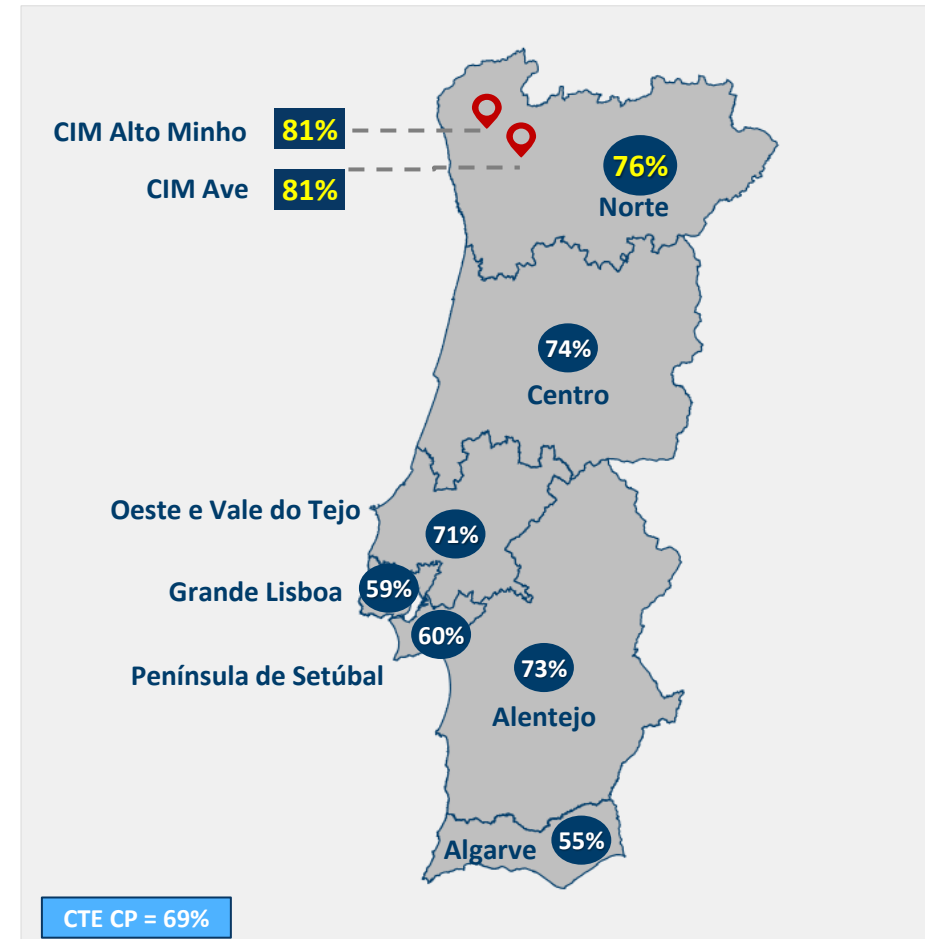 CIM Alto Minho 81%
CIM Ave 81%
76%
Norte
74%
Centro
Oeste e Vale do Tejo
71%
Grande Lisboa 59%
60%
Península de Setúbal
73%
Alentejo
Algarve 55%
CTE CP = 69%